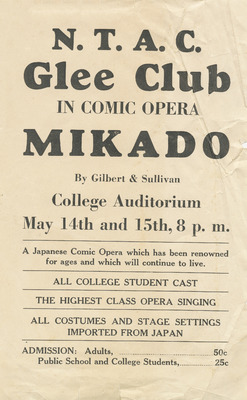 N. T. A. C.
Glee Club
IN COMIC OPERA
MIKADO
By Gilbert & Sullivan
College Auditorium
May 14th and 15th, 8 p. m.
A Japanese Comic Opera which has been renowned
for ages and which will continue to live.
ALL COLLEGE STUDENT CAST
THE HIGHEST CLASS OPERA SINGING
ALL COSTUMES AND STAGE SETTINGS
IMPORTED FROM JAPAN
ADMISSION: Adults, 50c
Public School and College Students, 25c